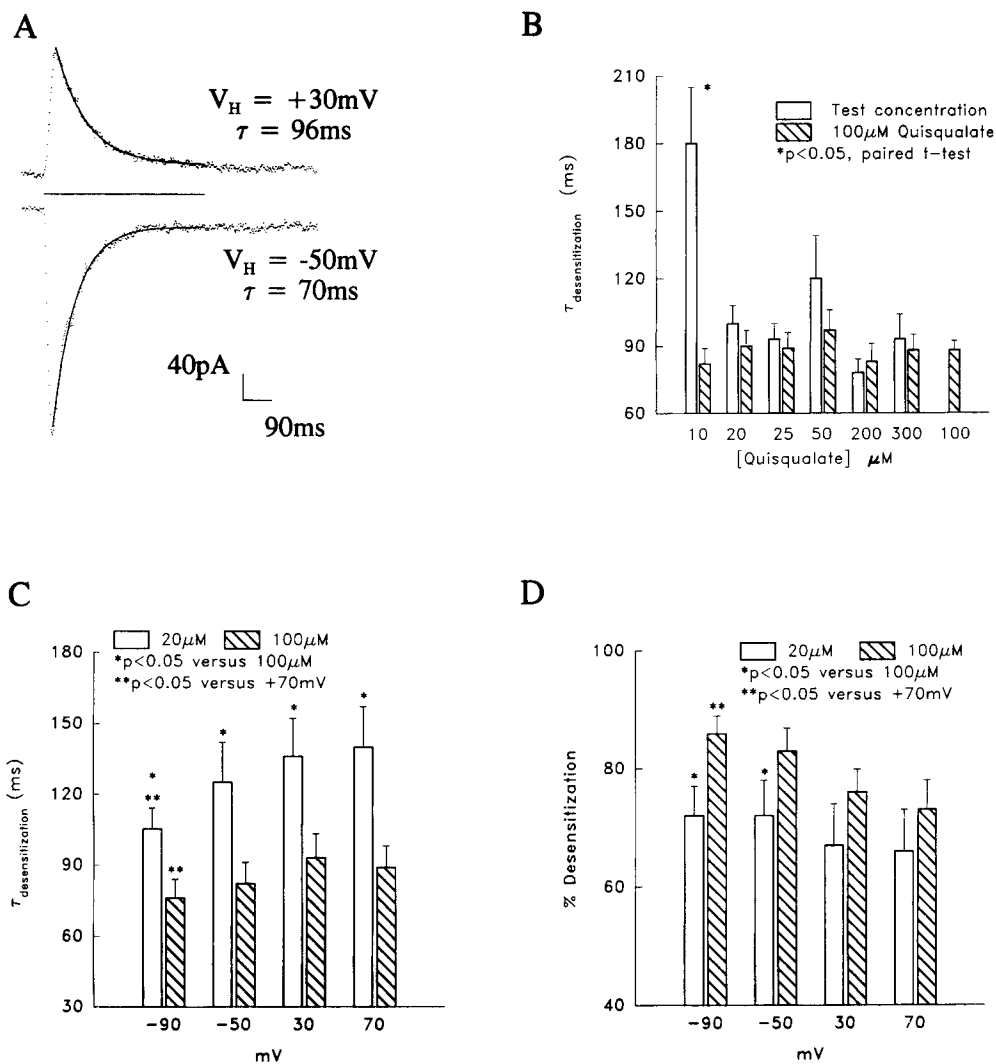 A
V_H = +30mV
τ = 96ms
V_H = -50mV
τ = 70ms
40pA
90ms
B
210
180
150
120
90
60
τ desensitization (ms)
*
Test concentration
100μM Quisqualate
*p<0.05, paired t-test
10 20 25 50 200 300 100
[Quisqualate] μM
C
180
150
120
90
60
30
τ desensitization (ms)
20μM 100μM
*p<0.05 versus 100μM
**p<0.05 versus +70mV
*
**
**
*
*
*
-90 -50 30 70
mV
D
100
80
60
40
% Desensitization
20μM 100μM
*p<0.05 versus 100μM
**p<0.05 versus +70mV
*
**
*
-90 -50 30 70
mV